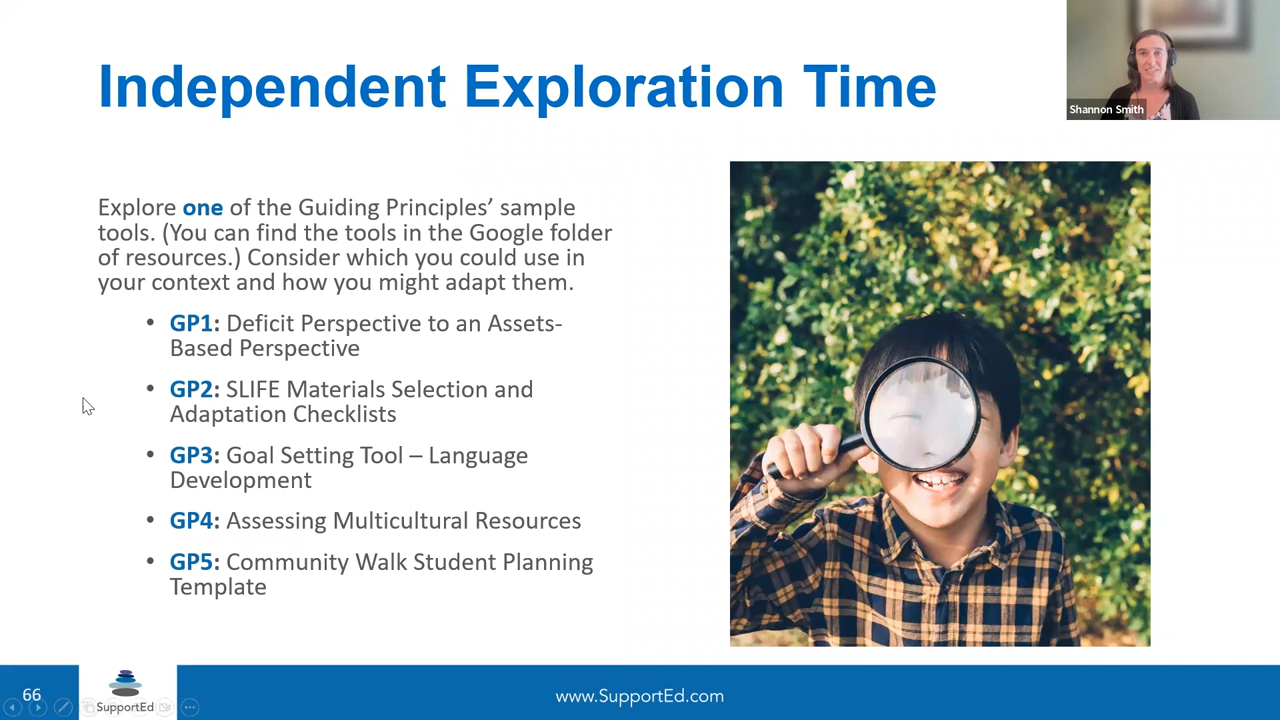 Independent Exploration Time
Shannon Smith
Explore one of the Guiding Principles’ sample
tools. (You can find the tools in the Google folder
of resources.) Consider which you could use in
your context and how you might adapt them.
• GP1: Deficit Perspective to an Assets-
Based Perspective
• GP2: SLIFE Materials Selection and
Adaptation Checklists
• GP3: Goal Setting Tool – Language
Development
• GP4: Assessing Multicultural Resources
• GP5: Community Walk Student Planning
Template
66
SupportEd
www.SupportEd.com